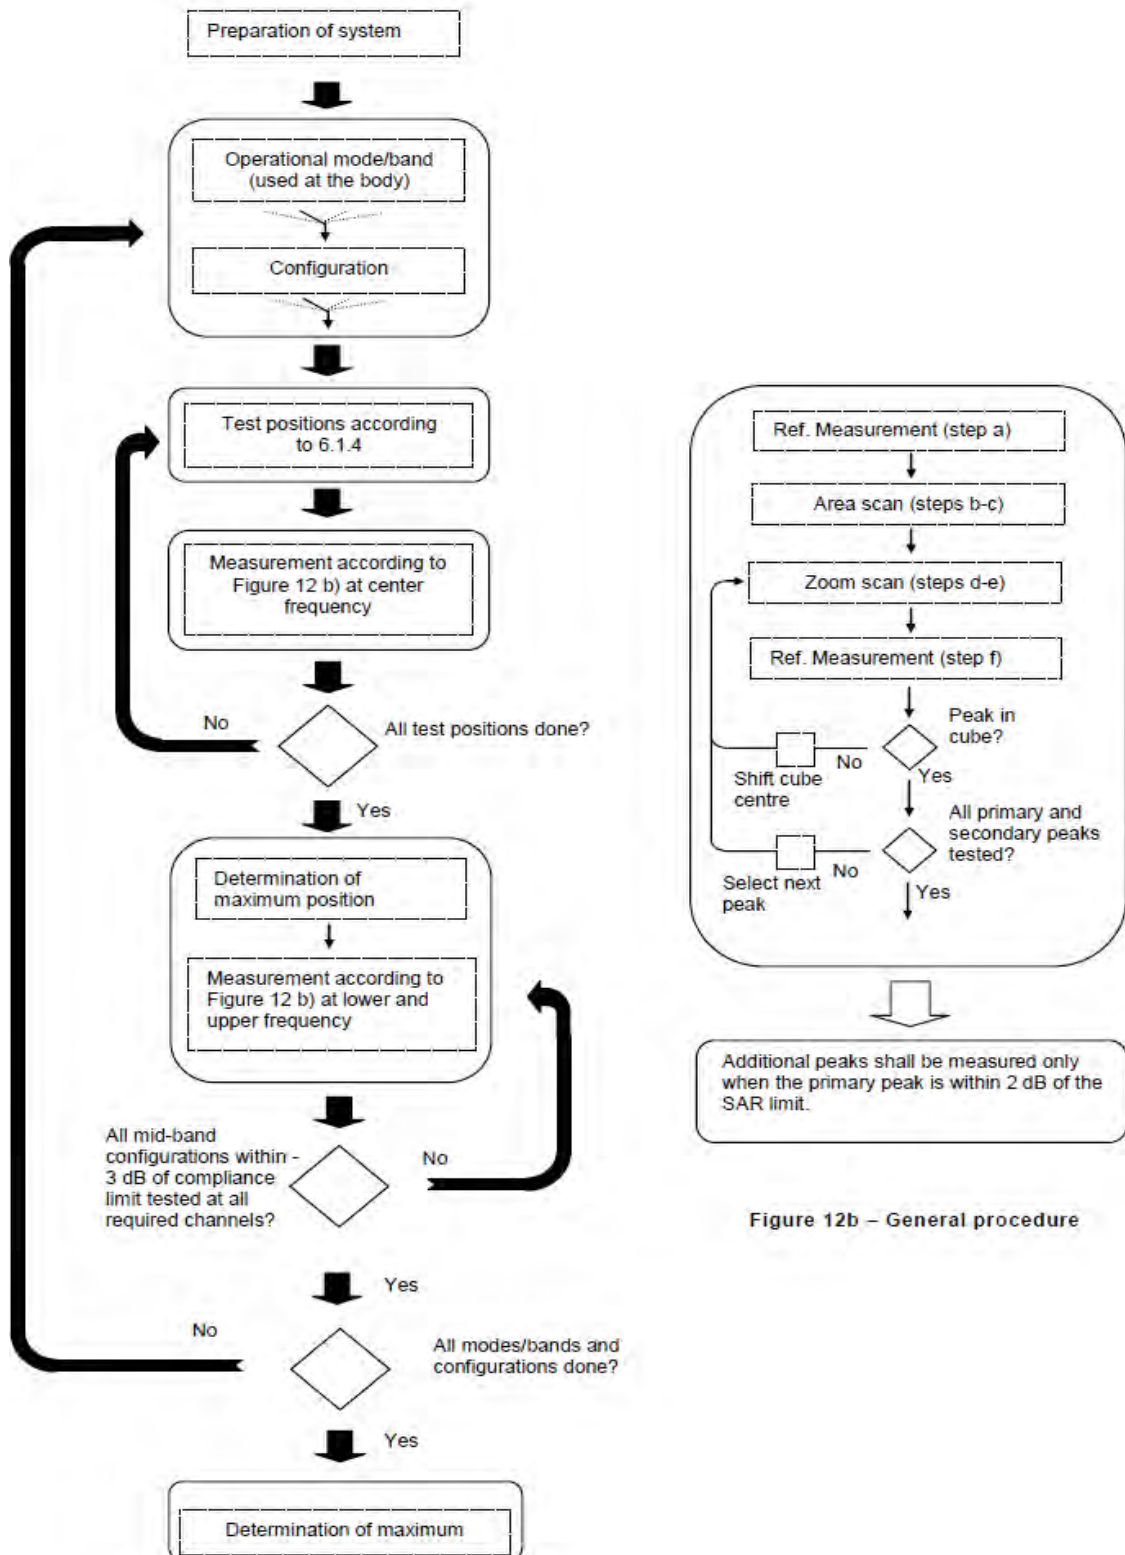 Preparation of system
Operational mode/band
(used at the body)
Configuration
Test positions according
to 6.1.4
Measurement according to
Figure 12 b) at center
frequency
No
All test positions done?
Yes
Determination of
maximum position
Measurement according to
Figure 12 b) at lower and
upper frequency
All mid-band
configurations within -
3 dB of compliance
limit tested at all
required channels?
No
Yes
No
All modes/bands and
configurations done?
Yes
Determination of maximum
Ref. Measurement (step a)
Area scan (steps b-c)
Zoom scan (steps d-e)
Ref. Measurement (step f)
Peak in
cube?
No
Shift cube
centre
Yes
All primary and
secondary peaks
tested?
No
Select next
peak
Yes
Additional peaks shall be measured only
when the primary peak is within 2 dB of the
SAR limit.
Figure 12b – General procedure